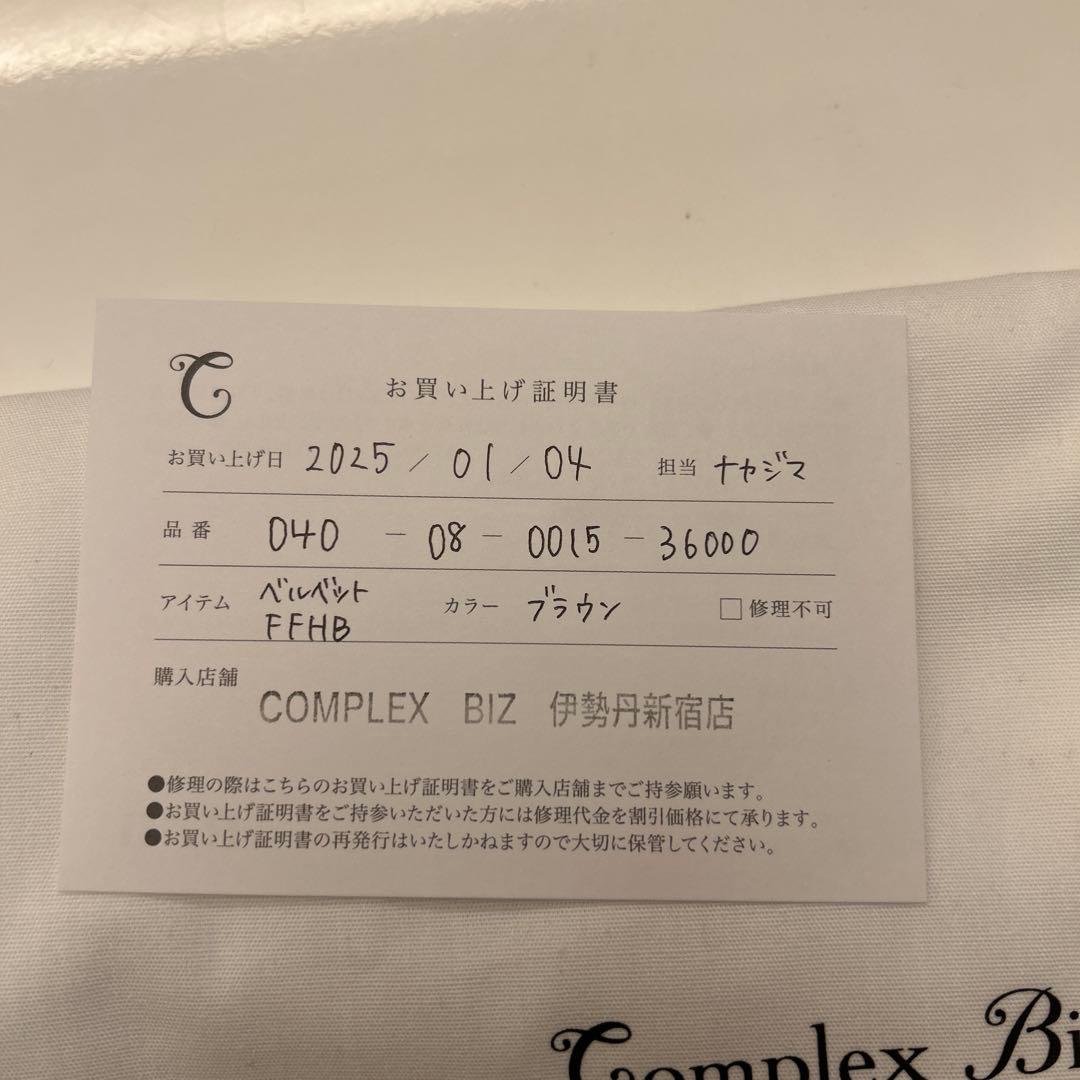 C
お買い上げ証明書
お買い上げ日 2025 / 01 / 04 担当 ナカジマ
品番 040 - 08 - 0015 - 36000
アイテム ベルベット FFHB カラー ブラウン □修理不可
購入店舗 COMPLEX BIZ 伊勢丹新宿店
●修理の際はこちらのお買い上げ証明書をご購入店舗までご持参願います。
●お買い上げ証明書をご持参いただいた方には修理代金を割引価格にて承ります。
●お買い上げ証明書の再発行はいたしかねますので大切に保管してください。
Complex Bi